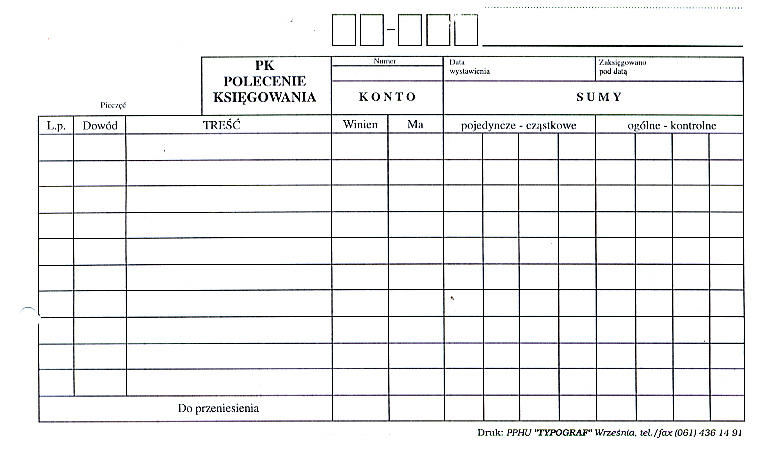 –
PK
POLECENIE
KSIĘGOWANIA
Numer
Data
wystawienia
Zaksięgowano
pod datą
Pieczęć
KONTO
SUMY
L.p. Dowód TREŚĆ Winien Ma pojedyncze - cząstkowe ogólne - kontrolne
Do przeniesienia
Druk: PPHU "TYPOGRAF" Września, tel./fax (061) 436 14 91